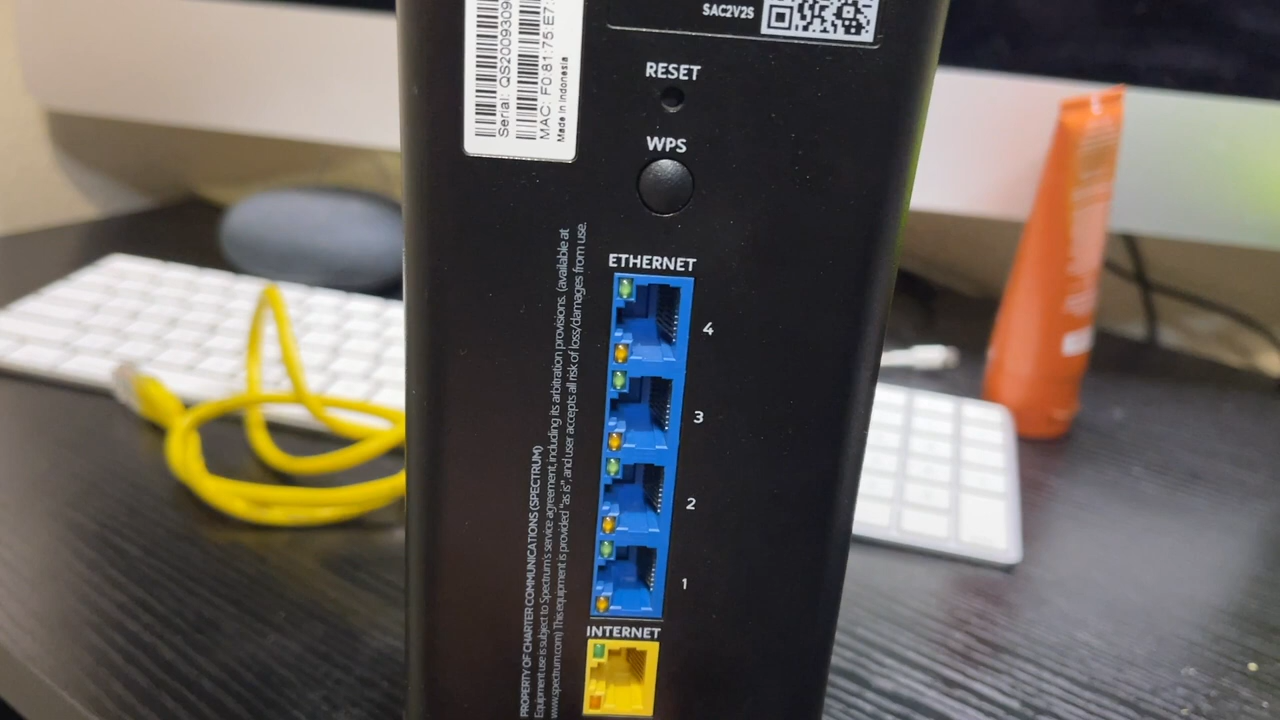 SAC2V2S
Serial: QS2009309
MAC: F0:81:75:E7:
Made in Indonesia
RESET
WPS
ETHERNET
4
3
2
1
INTERNET
PROPERTY OF CHARTER COMMUNICATIONS (SPECTRUM)
Equipment use is subject to Spectrum's service agreement, including its arbitration provisions. (available at
www.spectrum.com) This equipment is provided "as is", and user accepts all risk of loss/damages from use.